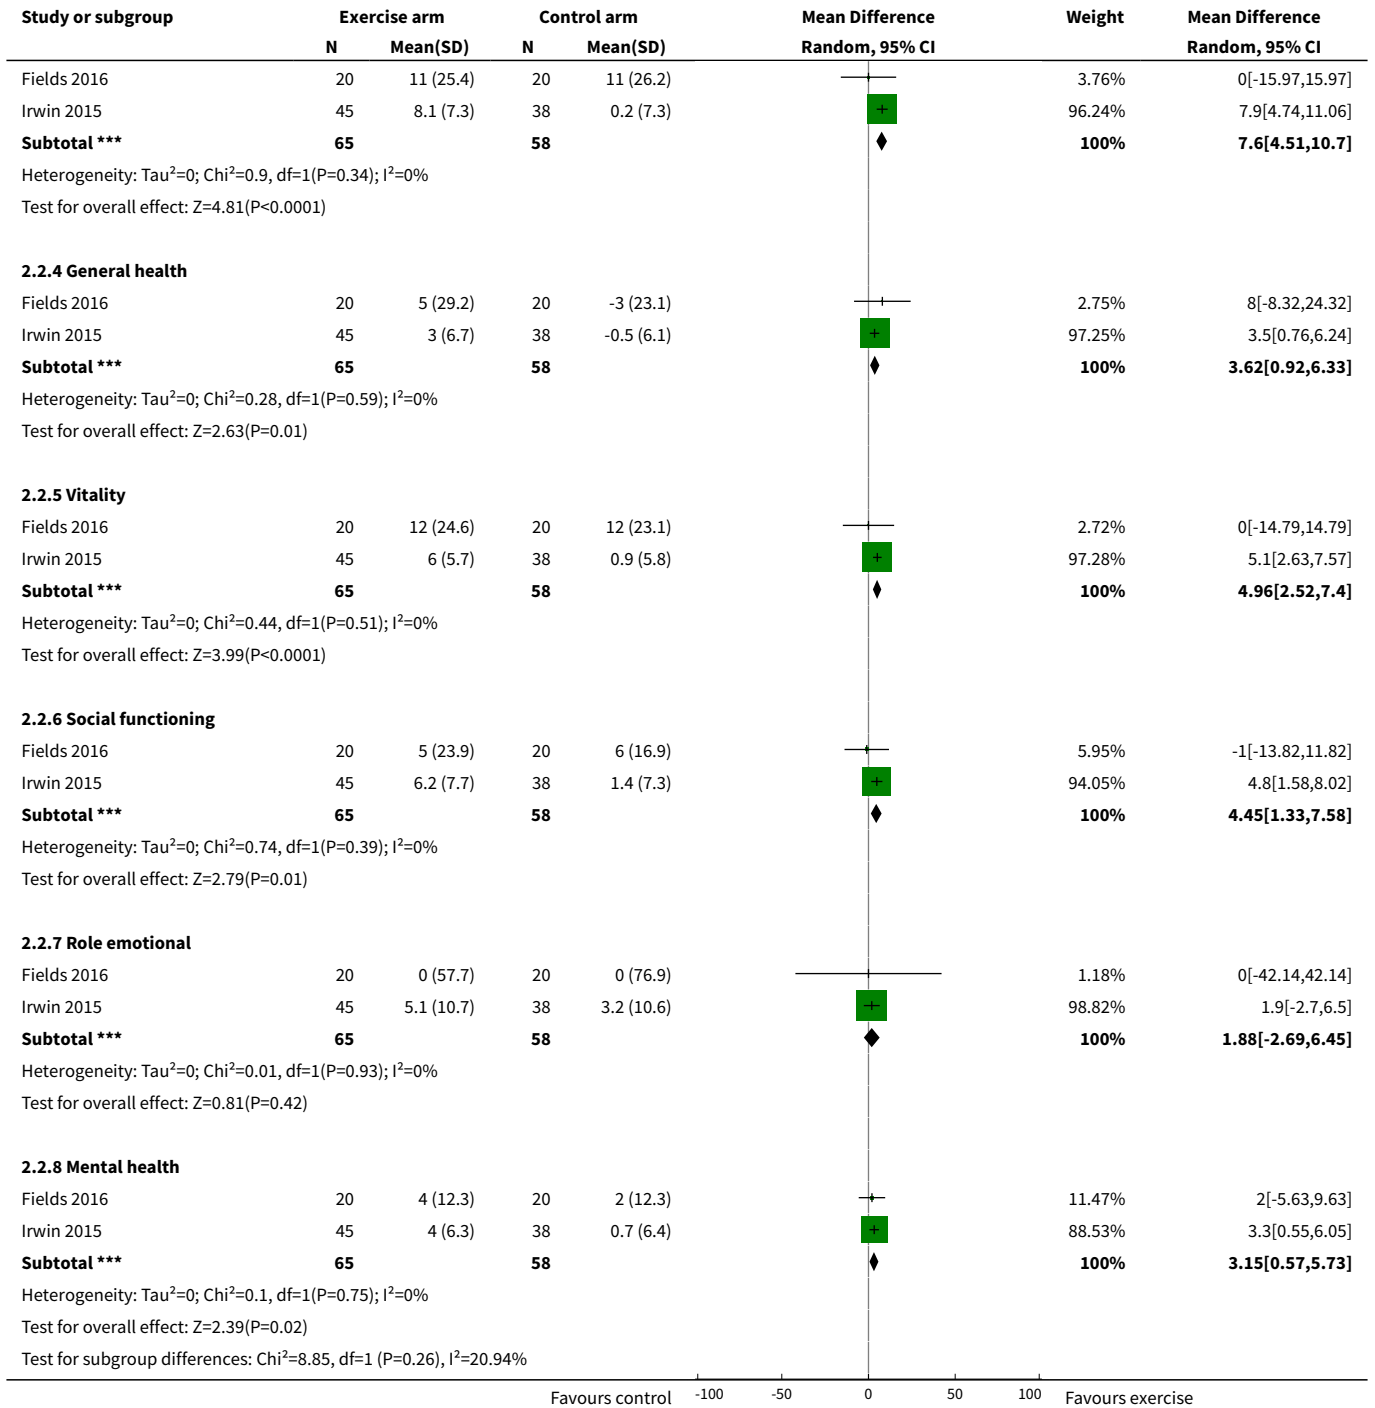 Study or subgroup Exercise arm Control arm Mean Difference Weight Mean Difference
N Mean(SD) N Mean(SD) Random, 95% CI Random, 95% CI
Fields 2016 20 11 (25.4) 20 11 (26.2) 3.76% 0[-15.97,15.97]
Irwin 2015 45 8.1 (7.3) 38 0.2 (7.3) 96.24% 7.9[4.74,11.06]
Subtotal *** 65 58 100% 7.6[4.51,10.7]
Heterogeneity: Tau²=0; Chi²=0.9, df=1(P=0.34); I²=0%
Test for overall effect: Z=4.81(P<0.0001)
2.2.4 General health
Fields 2016 20 5 (29.2) 20 -3 (23.1) 2.75% 8[-8.32,24.32]
Irwin 2015 45 3 (6.7) 38 -0.5 (6.1) 97.25% 3.5[0.76,6.24]
Subtotal *** 65 58 100% 3.62[0.92,6.33]
Heterogeneity: Tau²=0; Chi²=0.28, df=1(P=0.59); I²=0%
Test for overall effect: Z=2.63(P=0.01)
2.2.5 Vitality
Fields 2016 20 12 (24.6) 20 12 (23.1) 2.72% 0[-14.79,14.79]
Irwin 2015 45 6 (5.7) 38 0.9 (5.8) 97.28% 5.1[2.63,7.57]
Subtotal *** 65 58 100% 4.96[2.52,7.4]
Heterogeneity: Tau²=0; Chi²=0.44, df=1(P=0.51); I²=0%
Test for overall effect: Z=3.99(P<0.0001)
2.2.6 Social functioning
Fields 2016 20 5 (23.9) 20 6 (16.9) 5.95% -1[-13.82,11.82]
Irwin 2015 45 6.2 (7.7) 38 1.4 (7.3) 94.05% 4.8[1.58,8.02]
Subtotal *** 65 58 100% 4.45[1.33,7.58]
Heterogeneity: Tau²=0; Chi²=0.74, df=1(P=0.39); I²=0%
Test for overall effect: Z=2.79(P=0.01)
2.2.7 Role emotional
Fields 2016 20 0 (57.7) 20 0 (76.9) 1.18% 0[-42.14,42.14]
Irwin 2015 45 5.1 (10.7) 38 3.2 (10.6) 98.82% 1.9[-2.7,6.5]
Subtotal *** 65 58 100% 1.88[-2.69,6.45]
Heterogeneity: Tau²=0; Chi²=0.01, df=1(P=0.93); I²=0%
Test for overall effect: Z=0.81(P=0.42)
2.2.8 Mental health
Fields 2016 20 4 (12.3) 20 2 (12.3) 11.47% 2[-5.63,9.63]
Irwin 2015 45 4 (6.3) 38 0.7 (6.4) 88.53% 3.3[0.55,6.05]
Subtotal *** 65 58 100% 3.15[0.57,5.73]
Heterogeneity: Tau²=0; Chi²=0.1, df=1(P=0.75); I²=0%
Test for overall effect: Z=2.39(P=0.02)
Test for subgroup differences: Chi²=8.85, df=1 (P=0.26), I²=20.94%
Favours control -100 -50 0 50 100 Favours exercise